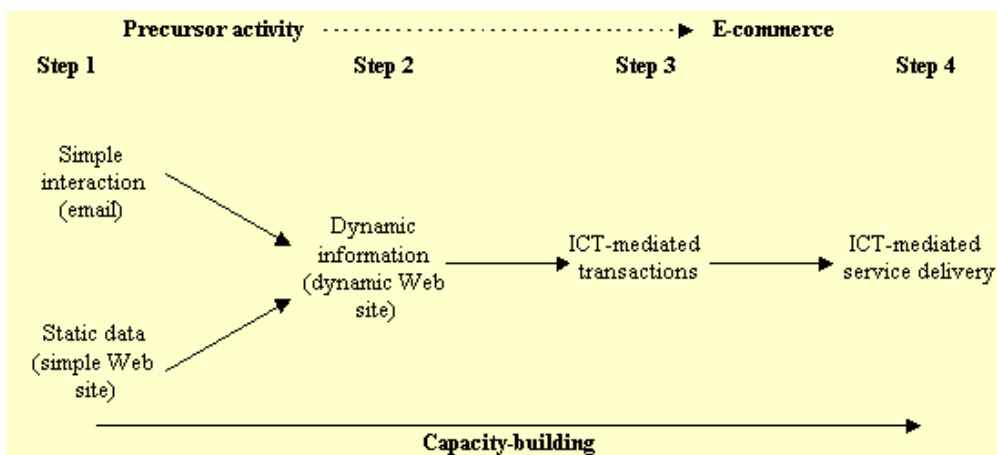 Precursor activity
E-commerce
Step 1
Step 2
Step 3
Step 4
Simple
interaction
(email)
Static data
(simple Web
site)
Dynamic
information
(dynamic Web
site)
ICT-mediated
transactions
ICT-mediated
service delivery
Capacity-building